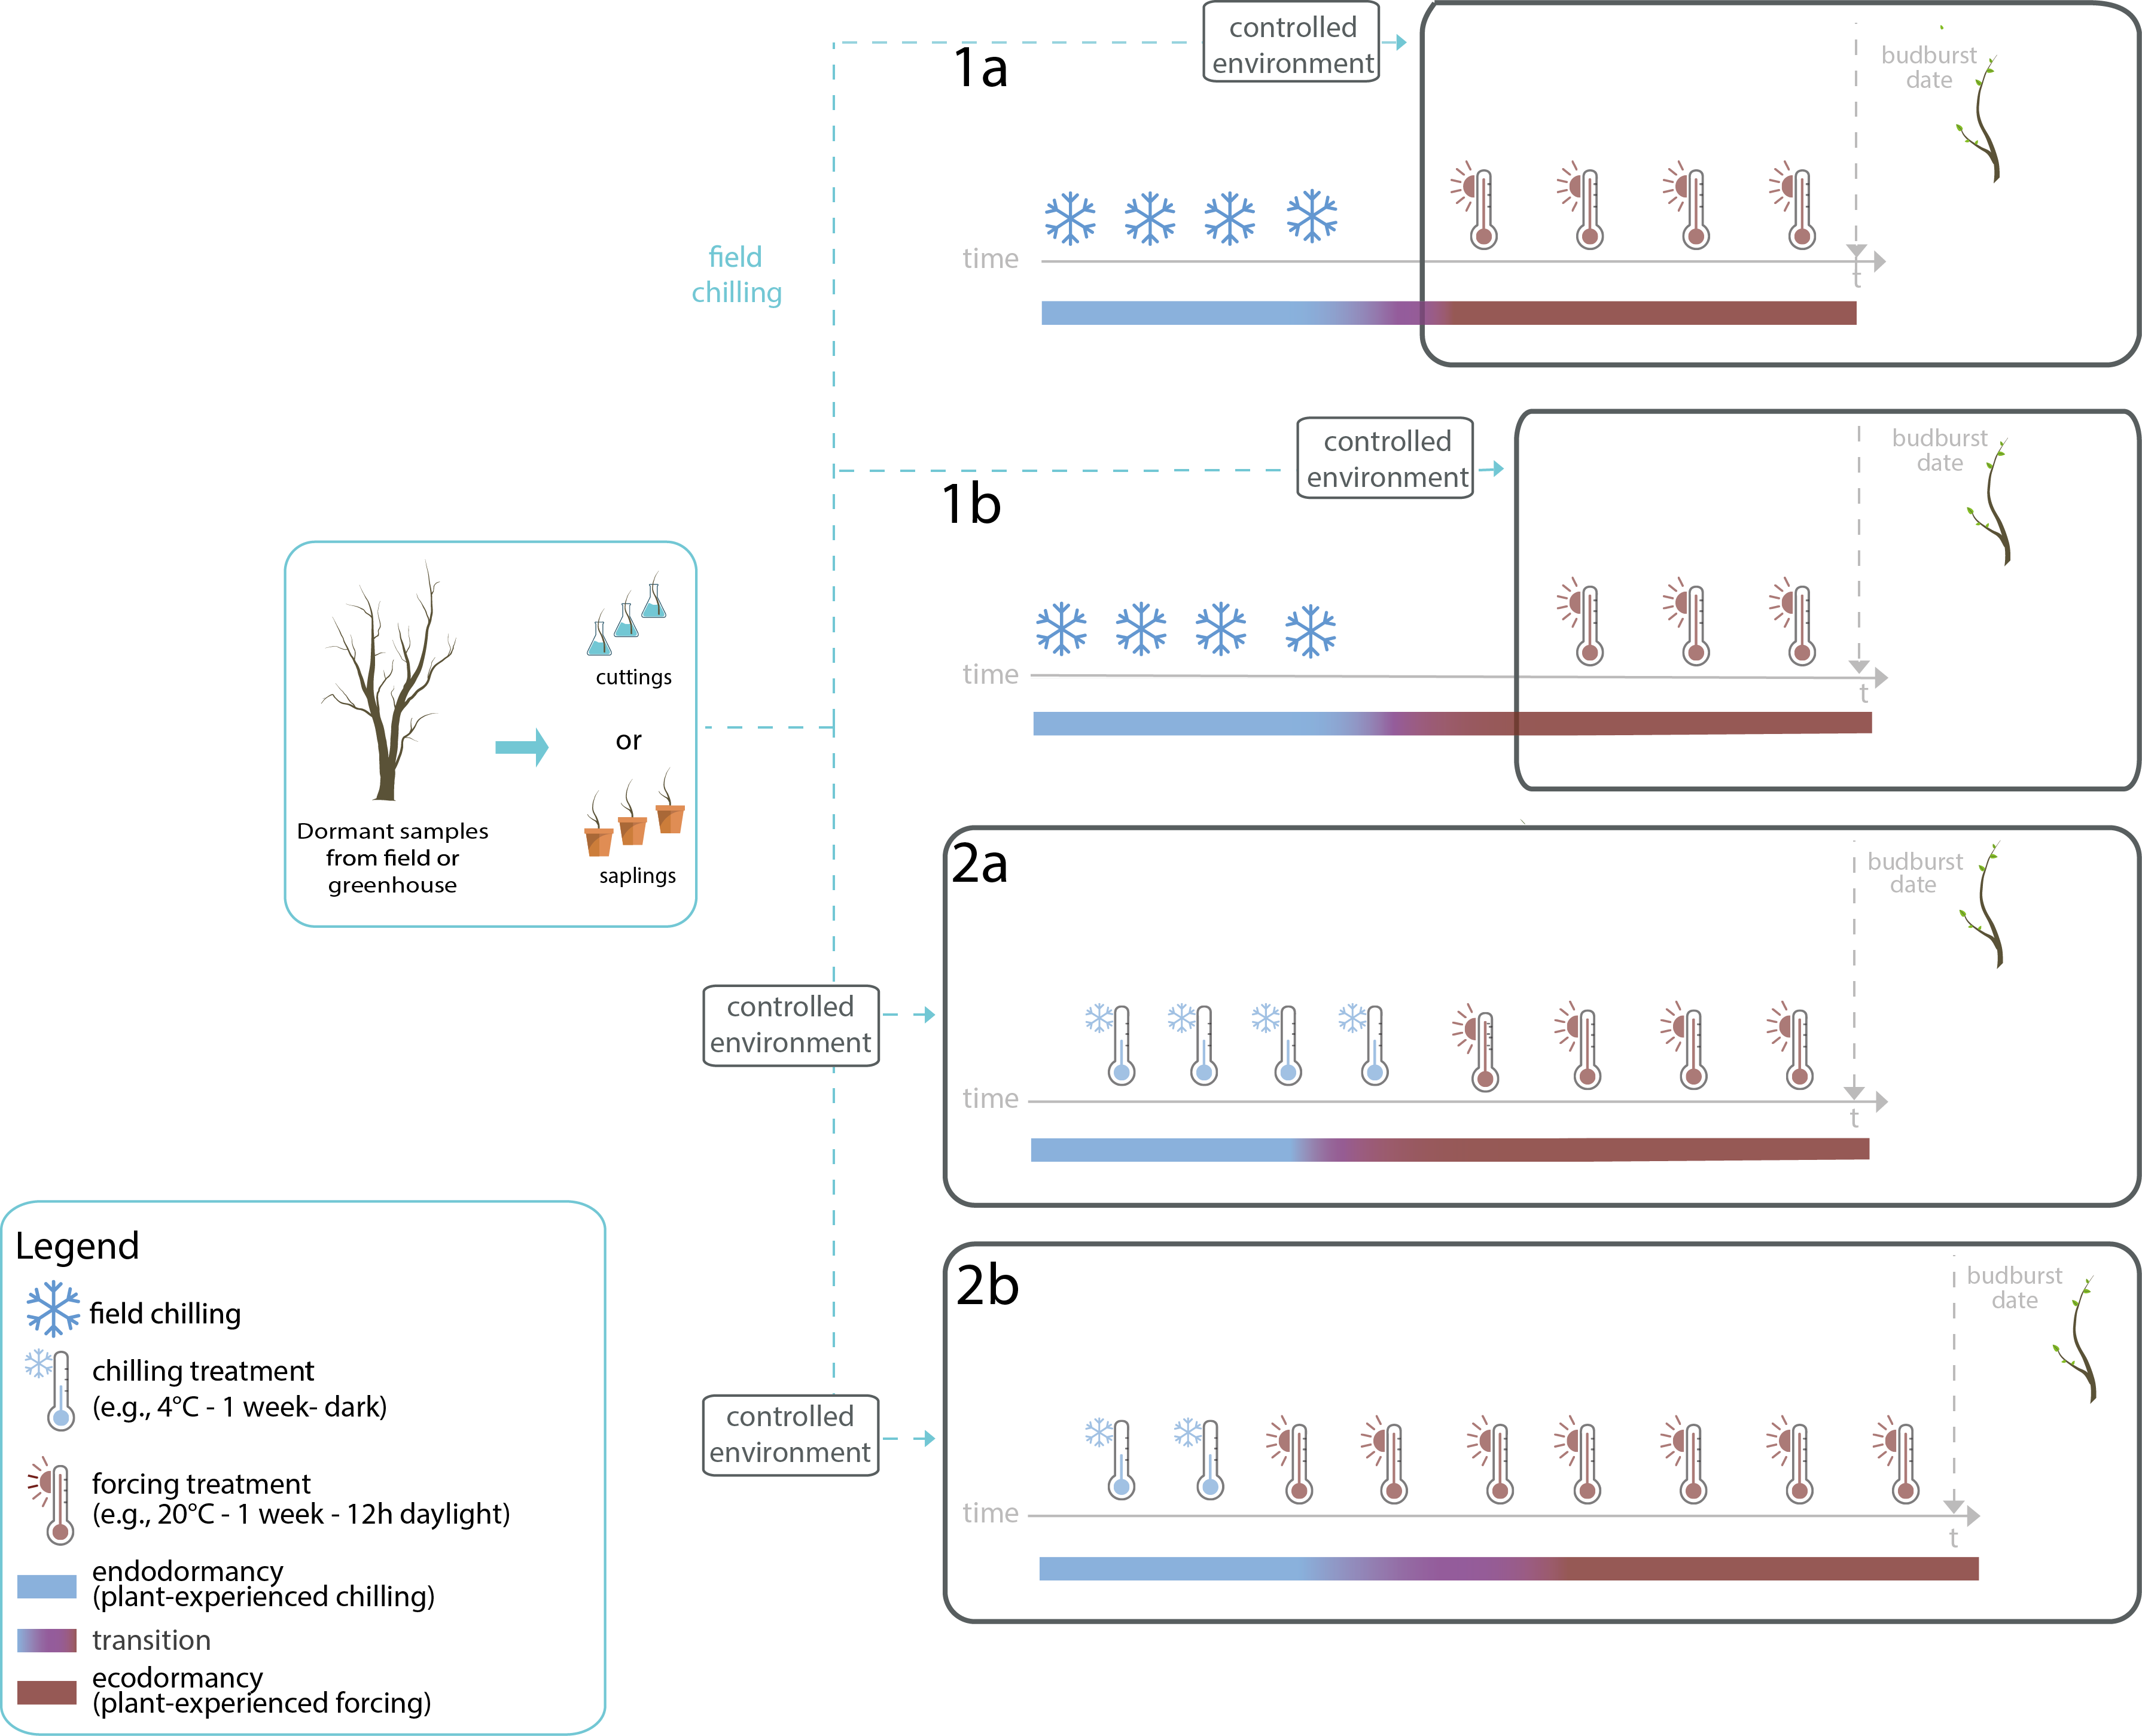 controlled
environment
1a
budburst
date
field
chilling
time
t
controlled
environment
1b
budburst
date
time
t
cuttings
or
saplings
Dormant samples
from field or
greenhouse
2a
budburst
date
controlled
environment
time
t
2b
budburst
date
controlled
environment
time
t
Legend
field chilling
chilling treatment
(e.g., 4°C - 1 week- dark)
forcing treatment
(e.g., 20°C - 1 week - 12h daylight)
endodormancy
(plant-experienced chilling)
transition
ecodormancy
(plant-experienced forcing)